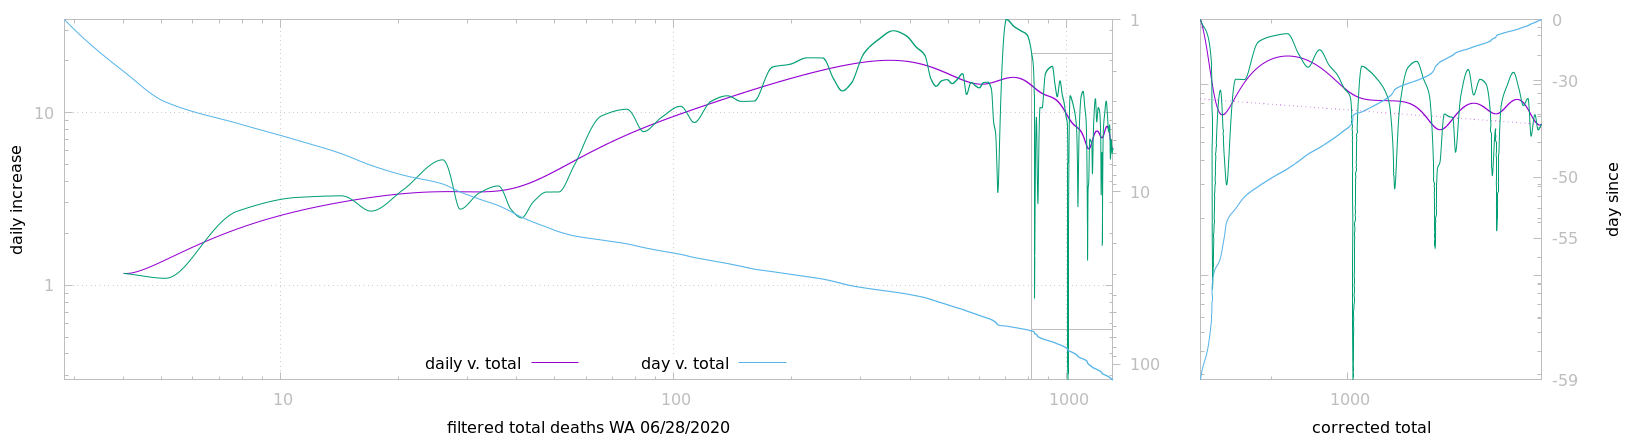 daily increase
10
1
daily v. total
day v. total
1
10
100
10
100
1000
filtered total deaths WA 06/28/2020
0
-30
-50
-55
-59
day since
1000
corrected total